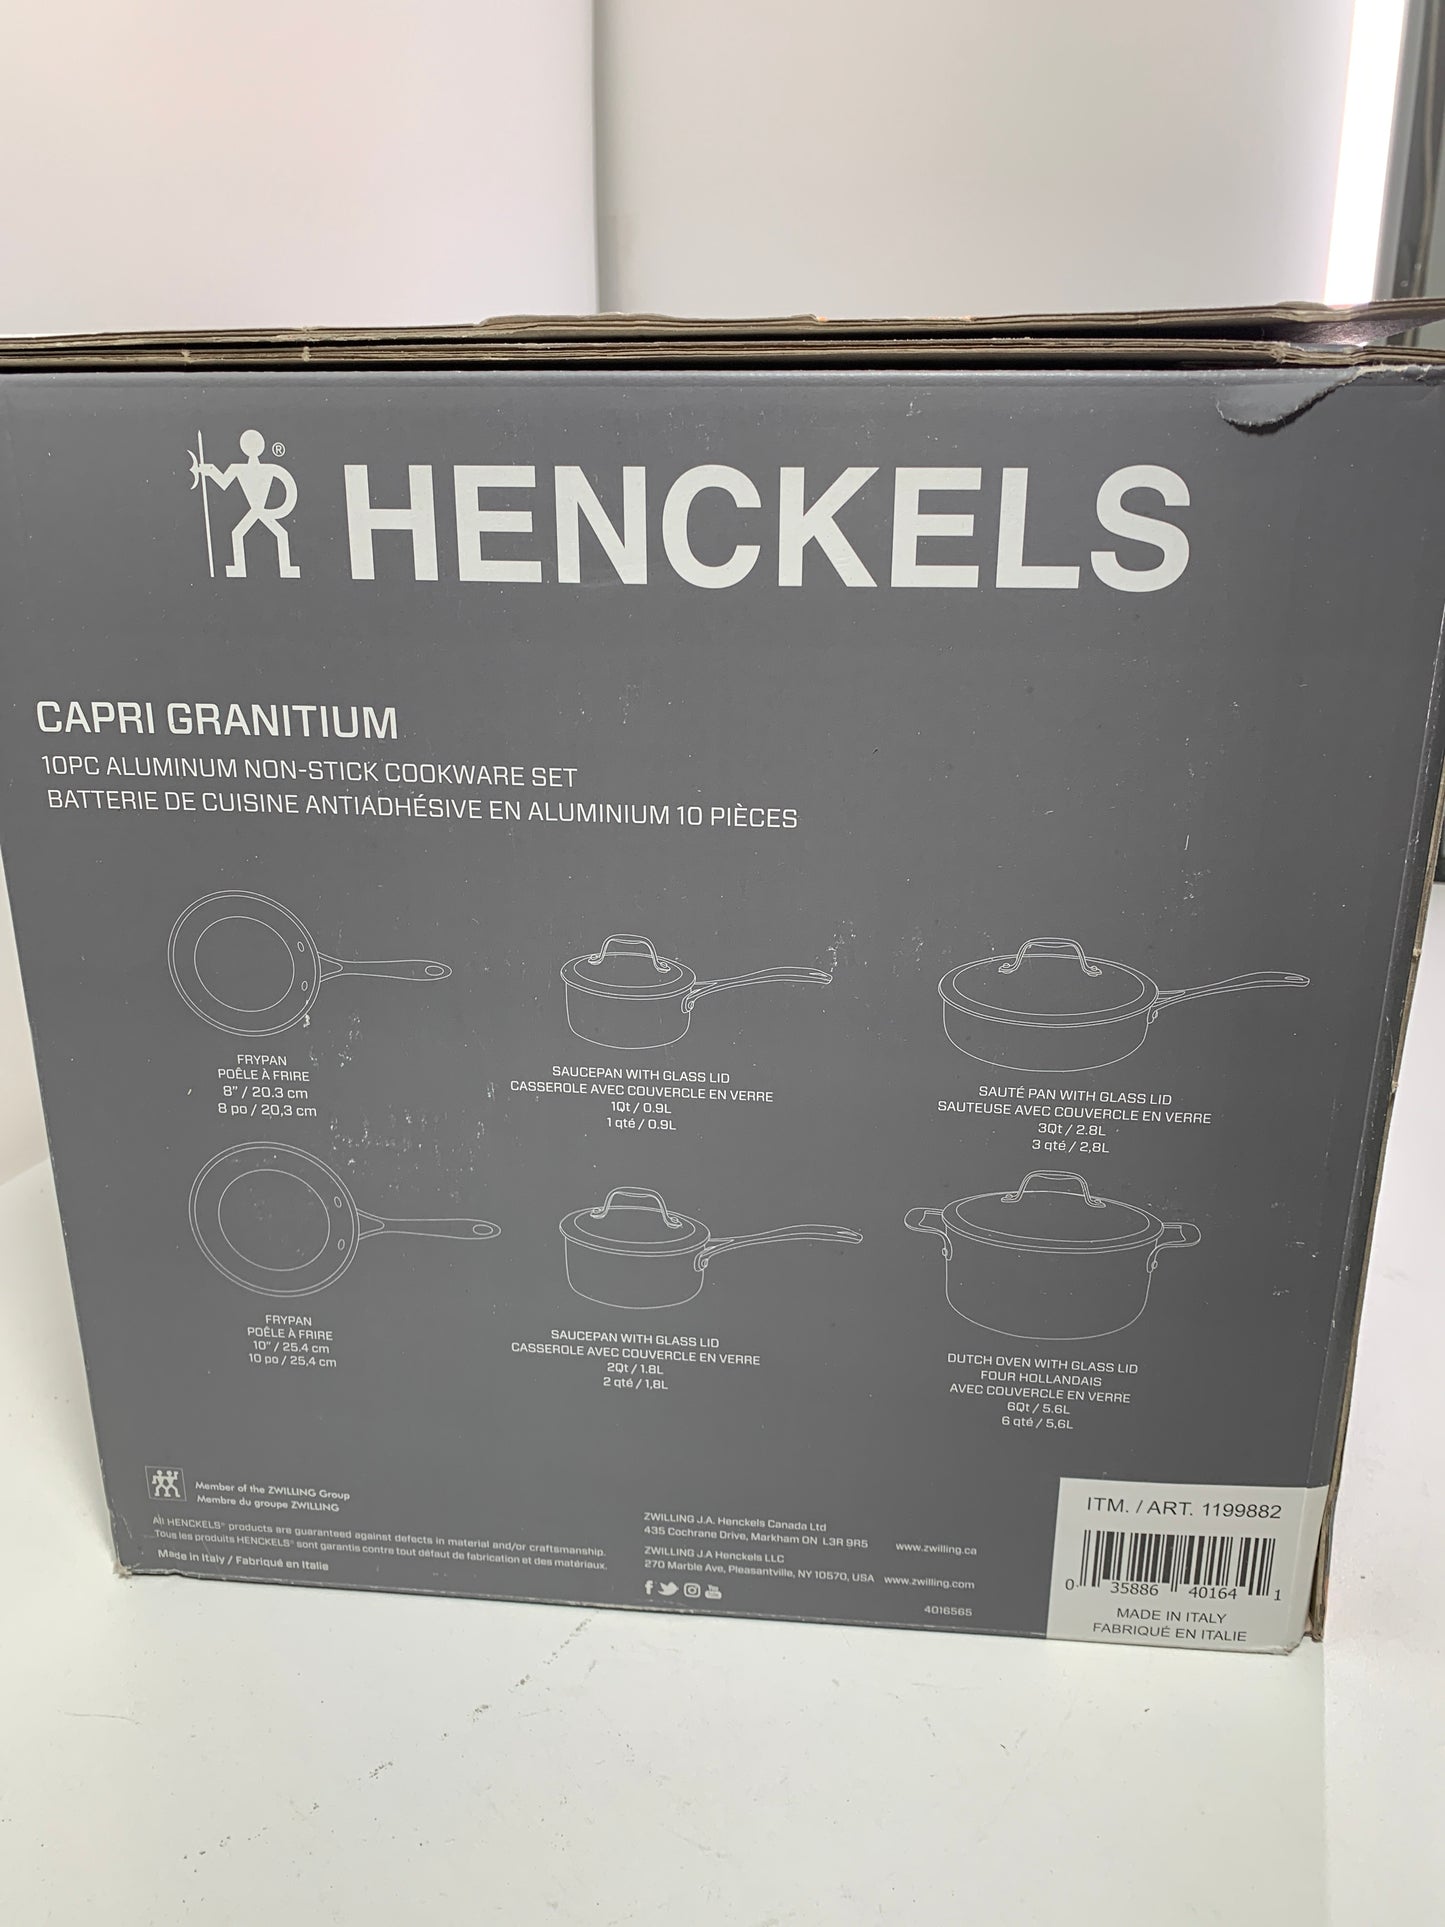 ®
HENCKELS
CAPRI GRANITIUM
10PC ALUMINUM NON-STICK COOKWARE SET
BATTERIE DE CUISINE ANTIADHÉSIVE EN ALUMINIUM 10 PIÈCES
FRYPAN
POÊLE À FRIRE
8" / 20.3 cm
8 po / 20,3 cm
SAUCEPAN WITH GLASS LID
CASSEROLE AVEC COUVERCLE EN VERRE
1Qt / 0.9L
1 qté / 0.9L
SAUTÉ PAN WITH GLASS LID
SAUTEUSE AVEC COUVERCLE EN VERRE
3Qt / 2.8L
3 qté / 2,8L
FRYPAN
POÊLE À FRIRE
10" / 25.4 cm
10 po / 25,4 cm
SAUCEPAN WITH GLASS LID
CASSEROLE AVEC COUVERCLE EN VERRE
2Qt / 1.8L
2 qté / 1,8L
DUTCH OVEN WITH GLASS LID
FOUR HOLLANDAIS
AVEC COUVERCLE EN VERRE
6Qt / 5.6L
6 qté / 5,6L
Member of the ZWILLING Group
Membre du groupe ZWILLING
All HENCKELS® products are guaranteed against defects in material and/or craftsmanship.
Tous les produits HENCKELS® sont garantis contre tout défaut de fabrication et des matériaux.
Made in Italy / Fabriqué en Italie
ZWILLING J.A. Henckels Canada Ltd
435 Cochrane Drive, Markham ON L3R 9R5 www.zwilling.ca
ZWILLING J.A Henckels LLC
270 Marble Ave, Pleasantville, NY 10570, USA www.zwilling.com
4016565
ITM. / ART. 1199882
0 35886 40164 1
MADE IN ITALY
FABRIQUÉ EN ITALIE